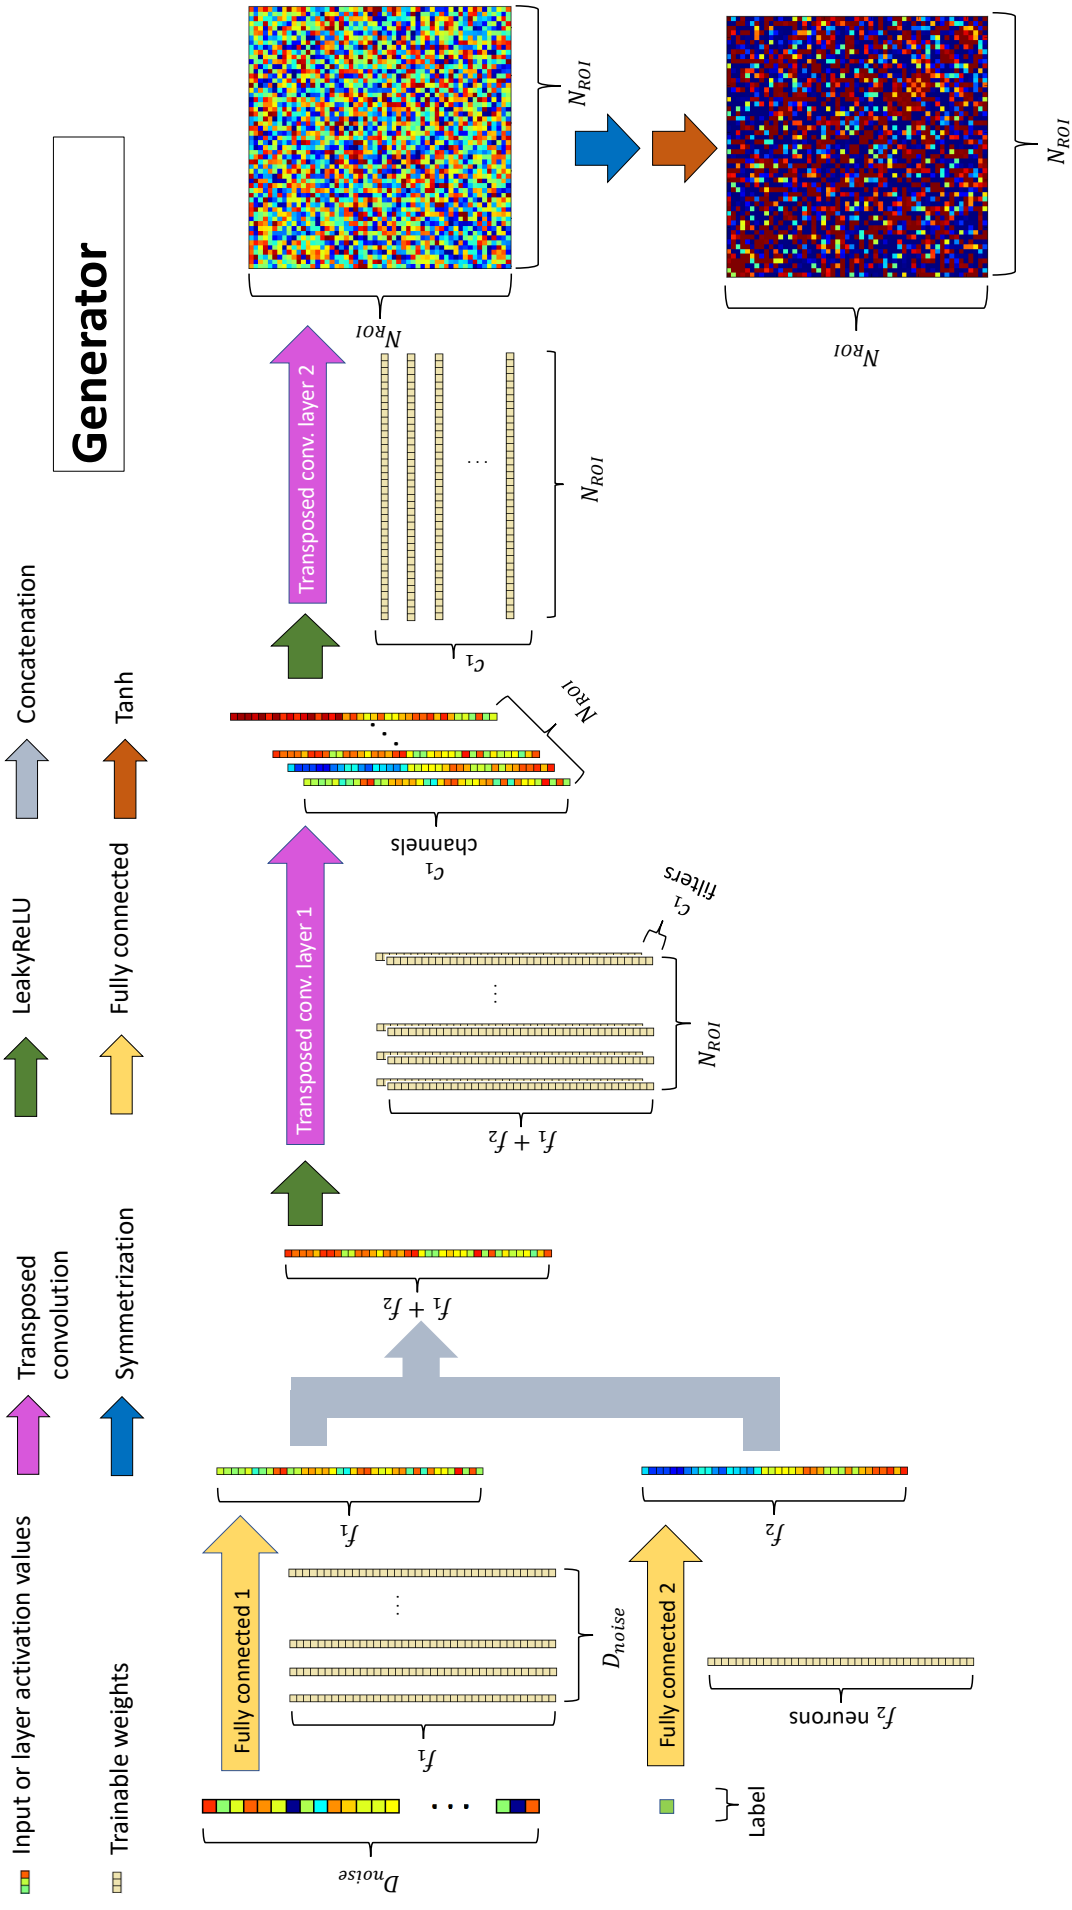 Generator
Input or layer activation values
Transposed
convolution
LeakyReLU
Concatenation
Trainable weights
Symmetrization
Fully connected
Tanh
D_noise
Fully connected 1
f_1
D_noise
f_1
Label
Fully connected 2
f_2 neurons
f_2
f_1 + f_2
Transposed conv. layer 1
f_1 + f_2
...
N_ROI
c_1
filters
c_1
channels
N_ROI
Transposed conv. layer 2
c_1
...
N_ROI
N_ROI
N_ROI
N_ROI
N_ROI